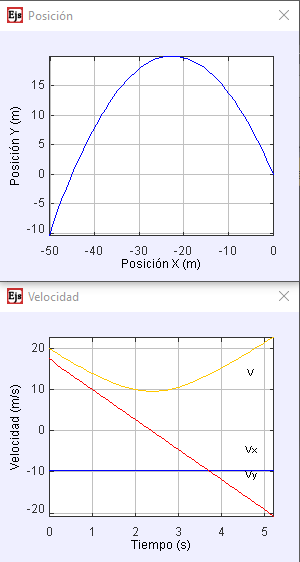 Ejs Posición
Posición Y (m)
15
10
5
0
-5
-10
-50 -40 -30 -20 -10 0
Posición X (m)
Ejs Velocidad
Velocidad (m/s)
20
10
0
-10
-20
V
Vx
Vy
0 1 2 3 4 5
Tiempo (s)